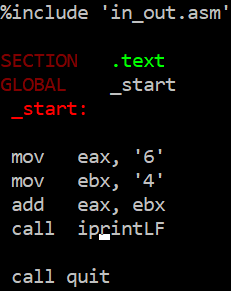 %include 'in_out.asm'
SECTION .text
GLOBAL _start
_start:
mov eax, '6'
mov ebx, '4'
add eax, ebx
call iprintLF
call quit